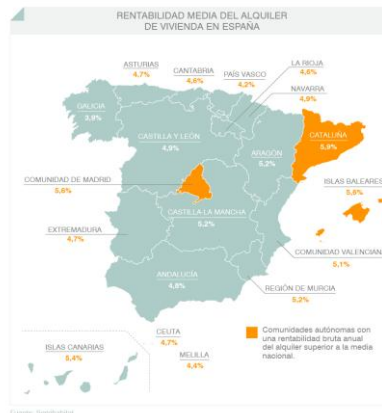 RENTABILIDAD MEDIA DEL ALQUILER
DE VIVIENDA EN ESPAÑA
ASTURIAS
4,7%
CANTABRIA
4,5%
PAÍS VASCO
4,2%
LA RIOJA
4,6%
NAVARRA
4,9%
GALICIA
3,9%
CASTILLA Y LEÓN
4,9%
ARAGÓN
5,2%
CATALUÑA
5,9%
COMUNIDAD DE MADRID
5,6%
ISLAS BALEARES
5,6%
CASTILLA-LA MANCHA
5,2%
EXTREMADURA
4,7%
COMUNIDAD VALENCIAN
5,1%
ANDALUCÍA
4,8%
REGIÓN DE MURCIA
5,2%
CEUTA
4,7%
MELILLA
4,4%
ISLAS CANARIAS
5,4%
Comunidades autónomas con
una rentabilidad bruta anual
del alquiler superior a la media
nacional.